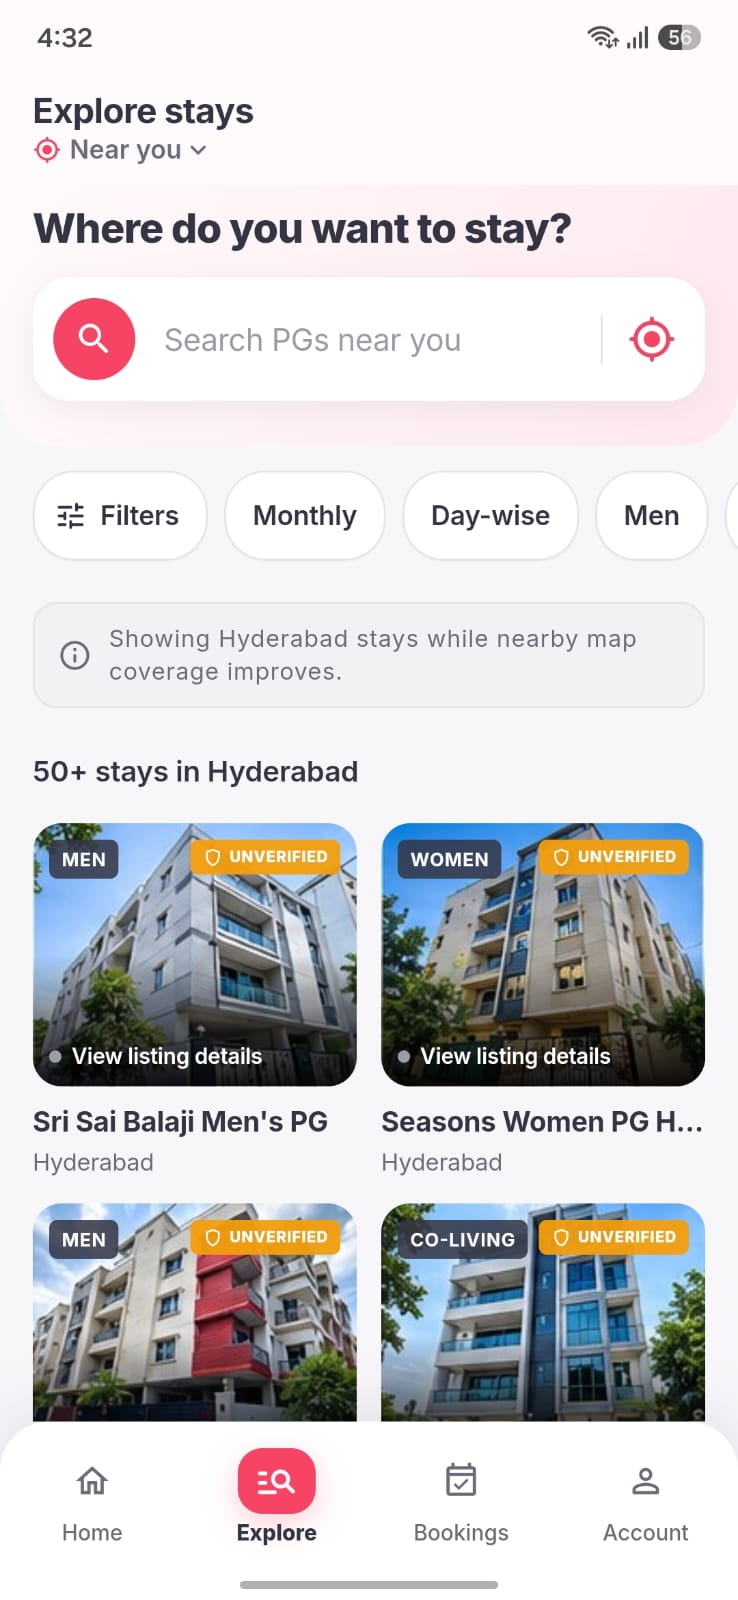 4:32
56
Explore stays
Near you
Where do you want to stay?
Search PGs near you
Filters
Monthly
Day-wise
Men
Showing Hyderabad stays while nearby map
coverage improves.
50+ stays in Hyderabad
MEN
UNVERIFIED
View listing details
Sri Sai Balaji Men's PG
Hyderabad
WOMEN
UNVERIFIED
View listing details
Seasons Women PG H...
Hyderabad
MEN
UNVERIFIED
CO-LIVING
UNVERIFIED
Home
Explore
Bookings
Account